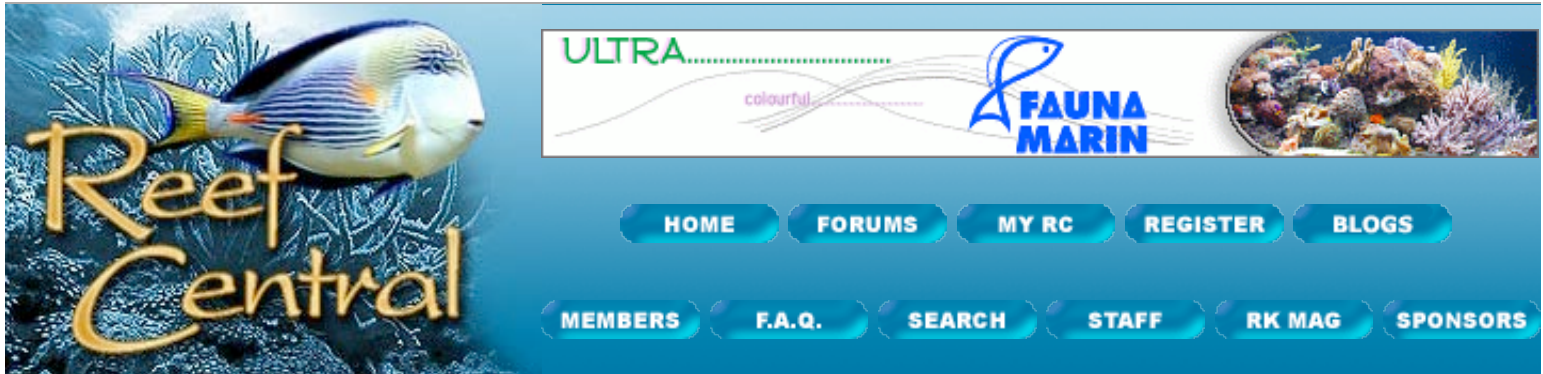 Reef
Central
ULTRA..............................
colourful......................
FAUNA
MARIN
HOME
FORUMS
MY RC
REGISTER
BLOGS
MEMBERS
F.A.Q.
SEARCH
STAFF
RK MAG
SPONSORS